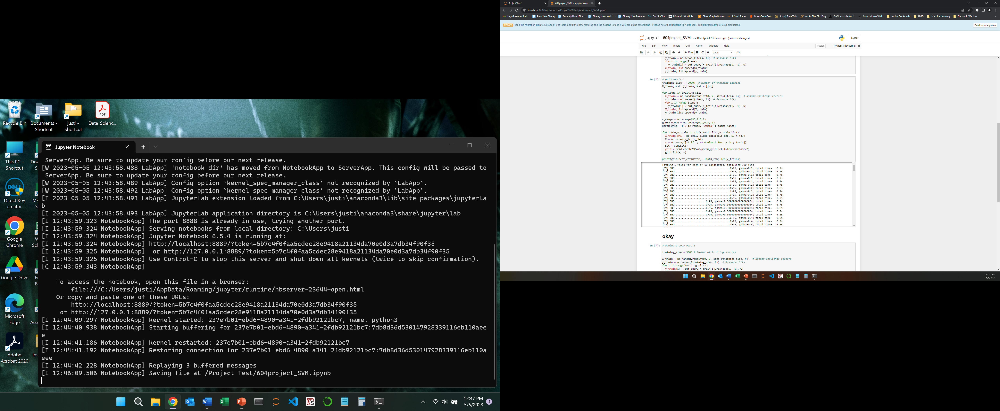 Recycle Bin
Documents - Shortcut
justi - Shortcut
PDF
Data_Scienc...
This PC - Shortcut
Direct Key creator
Google Chrome
Google Drive
Microsoft Edge
Adobe Acrobat 2020
Jupyter Notebook
ServerApp. Be sure to update your config before our next release.
[W 2023-05-05 12:43:58.488 LabApp] 'notebook_dir' has moved from NotebookApp to ServerApp. This config will be passed to
ServerApp. Be sure to update your config before our next release.
[W 2023-05-05 12:43:58.489 LabApp] Config option `kernel_spec_manager_class` not recognized by `LabApp`.
[W 2023-05-05 12:43:58.492 LabApp] Config option `kernel_spec_manager_class` not recognized by `LabApp`.
[I 2023-05-05 12:43:58.493 LabApp] JupyterLab extension loaded from C:\Users\justi\anaconda3\lib\site-packages\jupyterla
b
[I 2023-05-05 12:43:58.493 LabApp] JupyterLab application directory is C:\Users\justi\anaconda3\share\jupyter\lab
[I 12:43:59.323 NotebookApp] The port 8888 is already in use, trying another port.
[I 12:43:59.324 NotebookApp] Serving notebooks from local directory: C:\Users\justi
[I 12:43:59.324 NotebookApp] Jupyter Notebook 6.5.4 is running at:
[I 12:43:59.324 NotebookApp] http://localhost:8889/?token=5b7c4f0faa5cdec28e9418a21134da70e0d3a7db34f90f35
[I 12:43:59.325 NotebookApp]  or http://127.0.0.1:8889/?token=5b7c4f0faa5cdec28e9418a21134da70e0d3a7db34f90f35
[I 12:43:59.325 NotebookApp] Use Control-C to stop this server and shut down all kernels (twice to skip confirmation).
[C 12:43:59.343 NotebookApp]
To access the notebook, open this file in a browser:
file:///C:/Users/justi/AppData/Roaming/jupyter/runtime/nbserver-23644-open.html
Or copy and paste one of these URLs:
http://localhost:8889/?token=5b7c4f0faa5cdec28e9418a21134da70e0d3a7db34f90f35
or http://127.0.0.1:8889/?token=5b7c4f0faa5cdec28e9418a21134da70e0d3a7db34f90f35
[I 12:44:09.297 NotebookApp] Kernel started: 237e7b01-ebd6-4890-a341-2fdb92121bc7, name: python3
[I 12:44:40.938 NotebookApp] Starting buffering for 237e7b01-ebd6-4890-a341-2fdb92121bc7:7db8d36d530147928339116eb110aee
e
[I 12:44:41.186 NotebookApp] Kernel restarted: 237e7b01-ebd6-4890-a341-2fdb92121bc7
[I 12:44:41.192 NotebookApp] Restoring connection for 237e7b01-ebd6-4890-a341-2fdb92121bc7:7db8d36d530147928339116eb110a
eee
[I 12:44:42.228 NotebookApp] Replaying 3 buffered messages
[I 12:46:09.506 NotebookApp] Saving file at /Project Test/604project_SVM.ipynb
12:47 PM
5/5/2023
4
Project Test/
604project_SVM - Jupyter Noteb
localhost:8889/notebooks/Project%20Test/604project_SVM.ipynb
Lego Releases Brick... Preorders Blu-ray Recently Listed Blu-... Blu-ray News and U... Blu-ray New Releases CoolStuffInc Nintendo World Re... CheapGraphicNovels InStockTrades BoardGameGeek Shop | Tuna Train Asuka The Disc Dog AAAI: Association f... Association of Old... Justins Bookmarks UMD Machine Learning Electronic Warfare
UPDATE Read the migration plan to Notebook 7 to learn about the new features and the actions to take if you are using extensions - Please note that updating to Notebook 7 might break some of your extensions.
Don't show anymore
jupyter 604project_SVM Last Checkpoint: 19 hours ago (unsaved changes)
Logout
File Edit View Insert Cell Kernel Widgets Help
Trusted
Python 3 (ipykernel)
Run
Code
y_train = np.zeros((items, 1))  # Response bits
for i in range(items):
y_train[i] = puf_query(X_train[i].reshape(1, -1), w)
X_train_list.append(X_train)
y_train_list.append(y_train)
In [*]:
# gridsearchcv
training_size = [5000]  # Number of training samples
X_train_list, y_train_list = [],[]
for items in training_size:
X_train = np.random.randint(0, 2, size=(items, n))  # Random challenge vectors
y_train = np.zeros((items, 1))  # Response bits
for i in range(items):
y_train[i] = puf_query(X_train[i].reshape(1, -1), w)
X_train_list.append(X_train)
y_train_list.append(y_train)
c_range = np.arange(95,110,1)
gamma_range = np.arange(0.1,0.5,.1)
param_grid = {'C':c_range, 'gamma' : gamma_range}
for X_raw,y_train in zip(X_train_list,y_train_list):
X_train_phi = np.apply_along_axis(calc_phi, 1, X_raw)
X = np.array(X_train_phi)
y = np.array([-1 if _y == 0 else 1 for _y in y_train])
SVC = svm.SVC()
grid = GridSearchCV(SVC,param_grid,refit=True,verbose=2)
grid.fit(X, y)
print(grid.best_estimator_, len(X_raw),len(y_train))
Fitting 5 folds for each of 60 candidates, totalling 300 fits
[CV] END ...................................C=95, gamma=0.1; total time=   0.7s
[CV] END ...................................C=95, gamma=0.1; total time=   0.7s
[CV] END ...................................C=95, gamma=0.1; total time=   0.7s
[CV] END ...................................C=95, gamma=0.1; total time=   0.7s
[CV] END ...................................C=95, gamma=0.1; total time=   0.7s
[CV] END ...................................C=95, gamma=0.2; total time=   0.7s
[CV] END ...................................C=95, gamma=0.2; total time=   0.8s
[CV] END ...................................C=95, gamma=0.2; total time=   0.7s
[CV] END ...................................C=95, gamma=0.2; total time=   0.7s
[CV] END ...................................C=95, gamma=0.2; total time=   0.7s
[CV] END ...................C=95, gamma=0.30000000000000004; total time=   0.7s
[CV] END ...................C=95, gamma=0.30000000000000004; total time=   0.7s
[CV] END ...................C=95, gamma=0.30000000000000004; total time=   0.8s
[CV] END ...................C=95, gamma=0.30000000000000004; total time=   0.8s
[CV] END ...................C=95, gamma=0.30000000000000004; total time=   0.8s
[CV] END ...................................C=95, gamma=0.4; total time=   0.8s
[CV] END ...................................C=95, gamma=0.4; total time=   0.8s
[CV] END ...................................C=95, gamma=0.4; total time=   0.8s
okay
In [*]:
# Evaluate your result
training_size = 5000 # Number of training samples
X_train = np.random.randint(0, 2, size=(training_size, n))  # Random challenge vectors
y_train = np.zeros((training_size, 1))  # Response bits
for i in range(training_size):
y_train[i] = puf_query(X_train[i].reshape(1, -1), w)
12:47 PM
5/5/2023